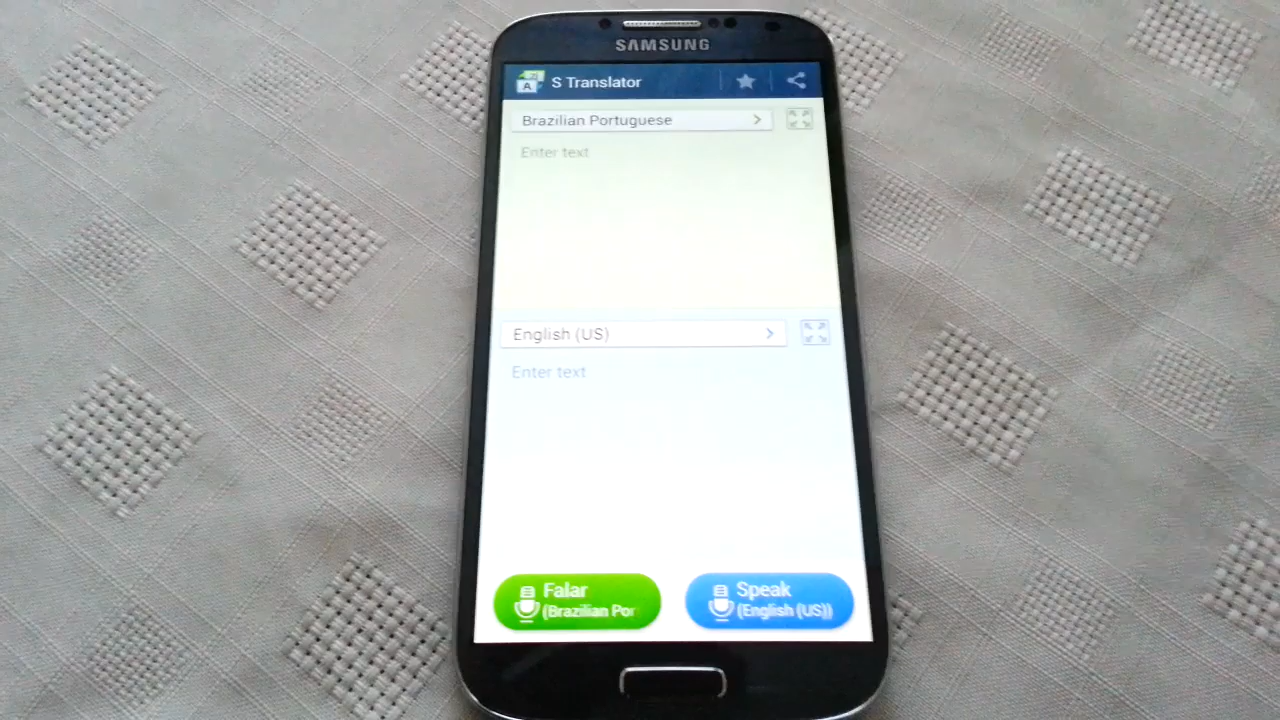 SAMSUNG
A
S Translator
Brazilian Portuguese
Enter text
English (US)
Enter text
Falar
(Brazilian Por
Speak
(English (US))